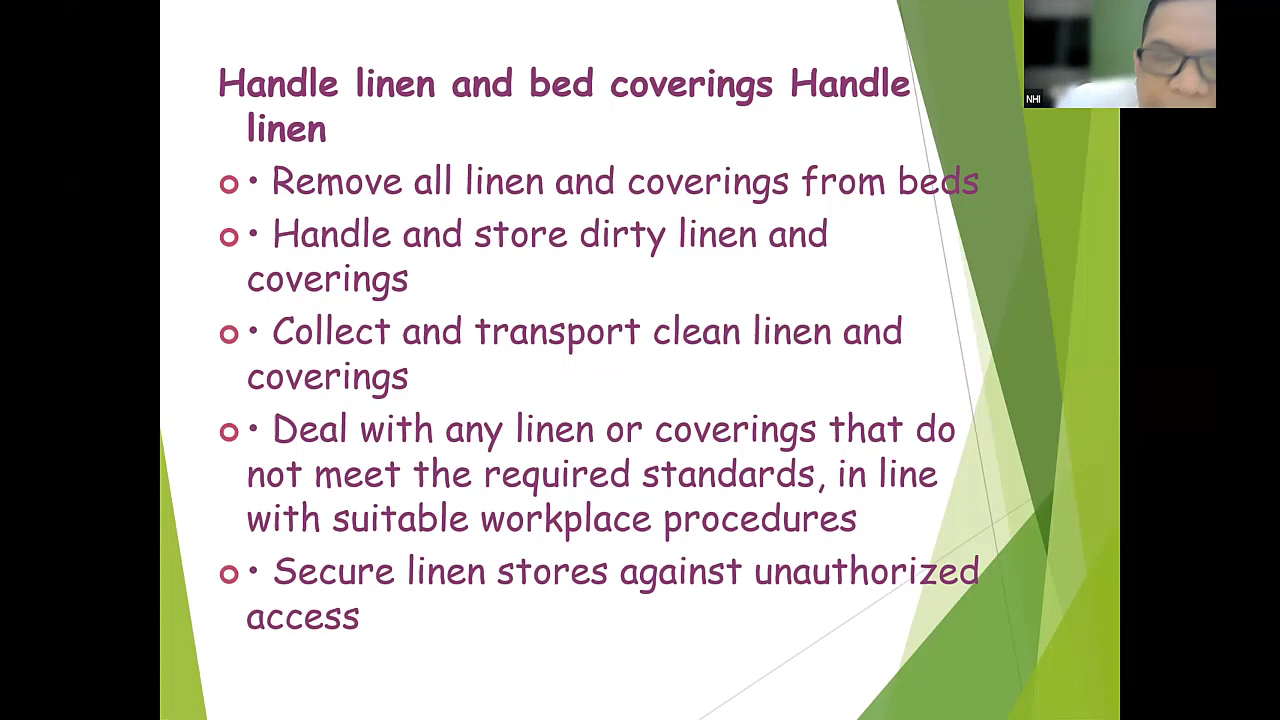 Handle linen and bed coverings Handle
linen
• Remove all linen and coverings from beds
• Handle and store dirty linen and
coverings
• Collect and transport clean linen and
coverings
• Deal with any linen or coverings that do
not meet the required standards, in line
with suitable workplace procedures
• Secure linen stores against unauthorized
access
NHI